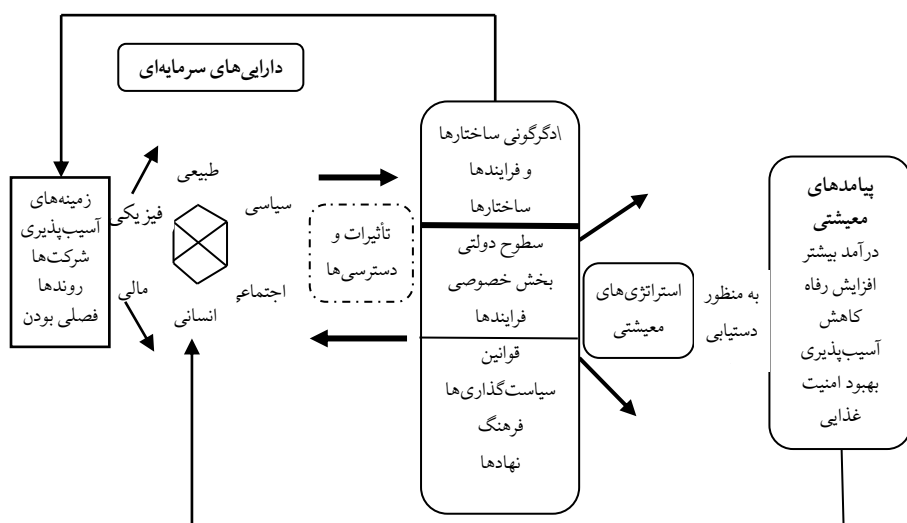 دارایی‌های سرمایه‌ای
زمینه‌های
آسیب‌پذیری
شرکت‌ها
روندها
فصلی بودن
طبیعی
فیزیکی
سیاسی
مالی
اجتماعی
انسانی
تأثیرات و
دسترسی‌ها
\دگرگونی ساختارها
و فرایندها
ساختارها
سطوح دولتی
بخش خصوصی
فرایندها
قوانین
سیاست‌گذاری‌ها
فرهنگ
نهادها
استراتژی‌های
معیشتی
به منظور
دستیابی
پیامدهای
معیشتی
درآمد بیشتر
افزایش رفاه
کاهش
آسیب‌پذیری
بهبود امنیت
غذایی